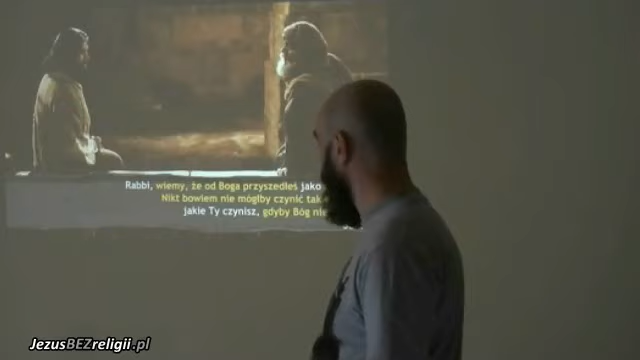 Rabbi, wiemy, że od Boga przyszedłeś jako
Nikt bowiem nie mógłby czynić
jakie Ty czynisz, gdyby Bóg nie
JezusBEZreligii.pl